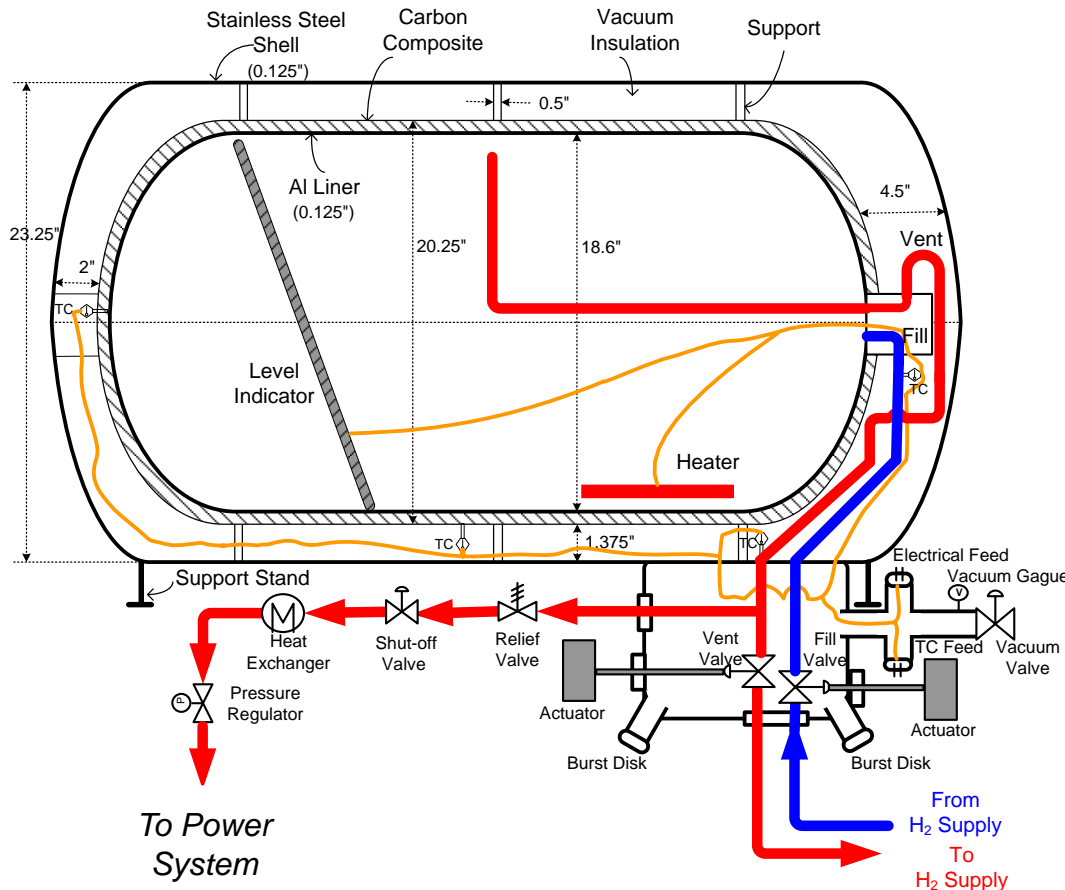 Stainless Steel
Shell
(0.125")
Carbon
Composite
Vacuum
Insulation
Support
0.5"
Al Liner
(0.125")
4.5"
23.25"
20.25"
18.6"
Vent
2"
TC
Fill
TC
Level
Indicator
Heater
TC
TC
1.375"
Electrical Feed
Vacuum Gague
V
Support Stand
M
Heat
Exchanger
Shut-off
Valve
Relief
Valve
Vent
Valve
Fill
Valve
TC Feed
Vacuum
Valve
P
Pressure
Regulator
Actuator
Actuator
Burst Disk
Burst Disk
From
H2 Supply
To
H2 Supply
To Power
System